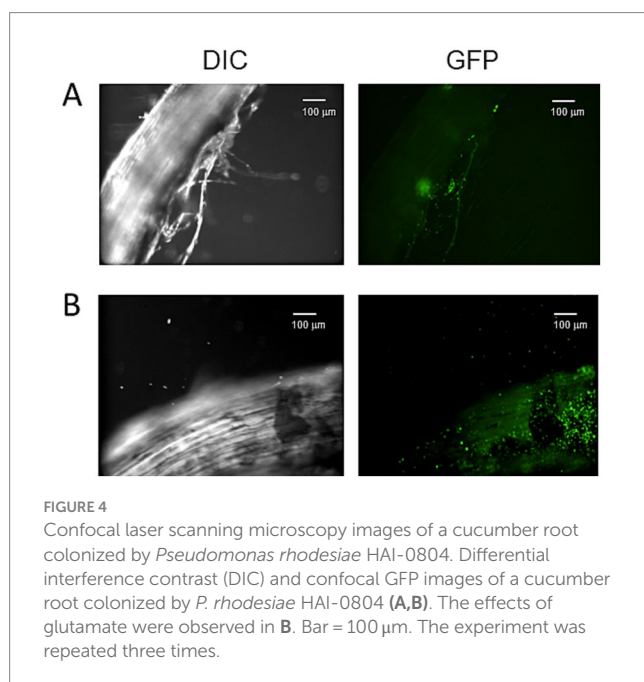 DIC GFP
A
100 µm
100 µm
B
100 µm
100 µm
FIGURE 4
Confocal laser scanning microscopy images of a cucumber root
colonized by Pseudomonas rhodesiae HAI-0804. Differential
interference contrast (DIC) and confocal GFP images of a cucumber
root colonized by P. rhodesiae HAI-0804 (A,B). The effects of
glutamate were observed in B. Bar = 100 µm. The experiment was
repeated three times.